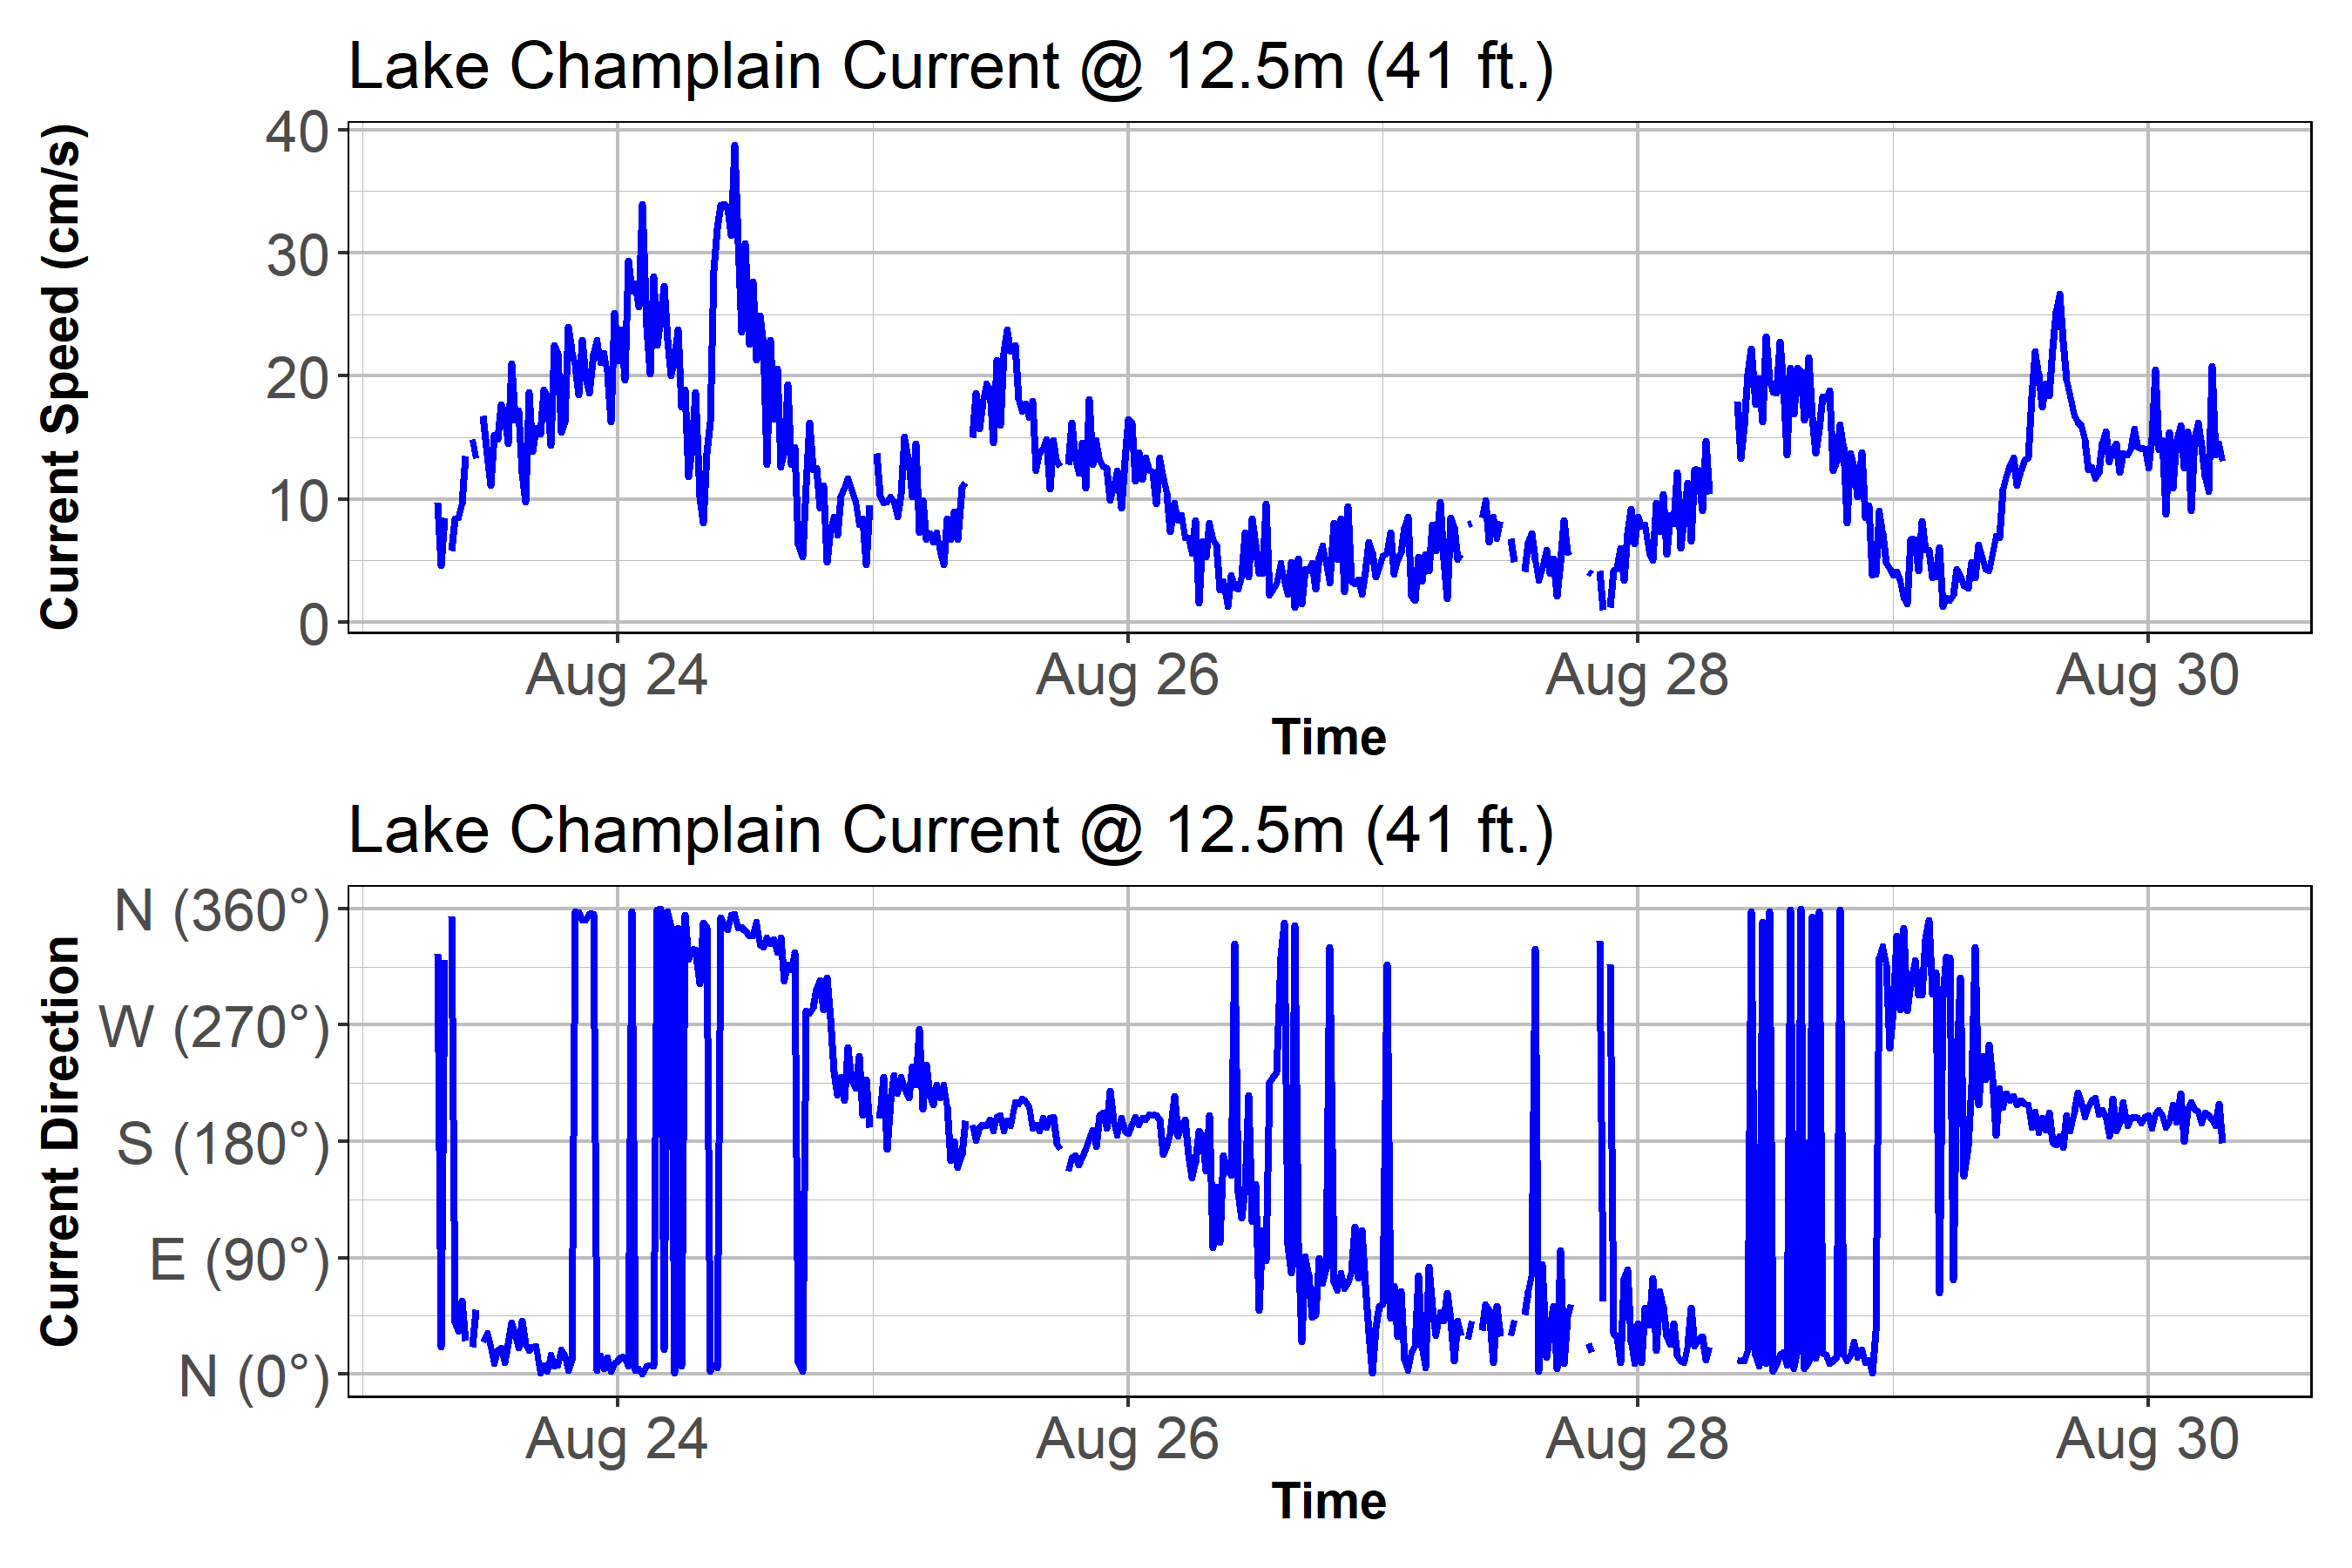 Lake Champlain Current @ 12.5m (41 ft.)
Current Speed (cm/s)
40
30
20
10
0
Aug 24 Aug 26 Aug 28 Aug 30
Time
Lake Champlain Current @ 12.5m (41 ft.)
Current Direction
N (360°)
W (270°)
S (180°)
E (90°)
N (0°)
Aug 24 Aug 26 Aug 28 Aug 30
Time